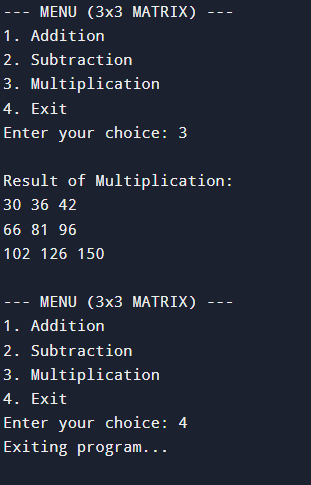 --- MENU (3x3 MATRIX) ---
1. Addition
2. Subtraction
3. Multiplication
4. Exit
Enter your choice: 3

Result of Multiplication:
30 36 42
66 81 96
102 126 150

--- MENU (3x3 MATRIX) ---
1. Addition
2. Subtraction
3. Multiplication
4. Exit
Enter your choice: 4
Exiting program...